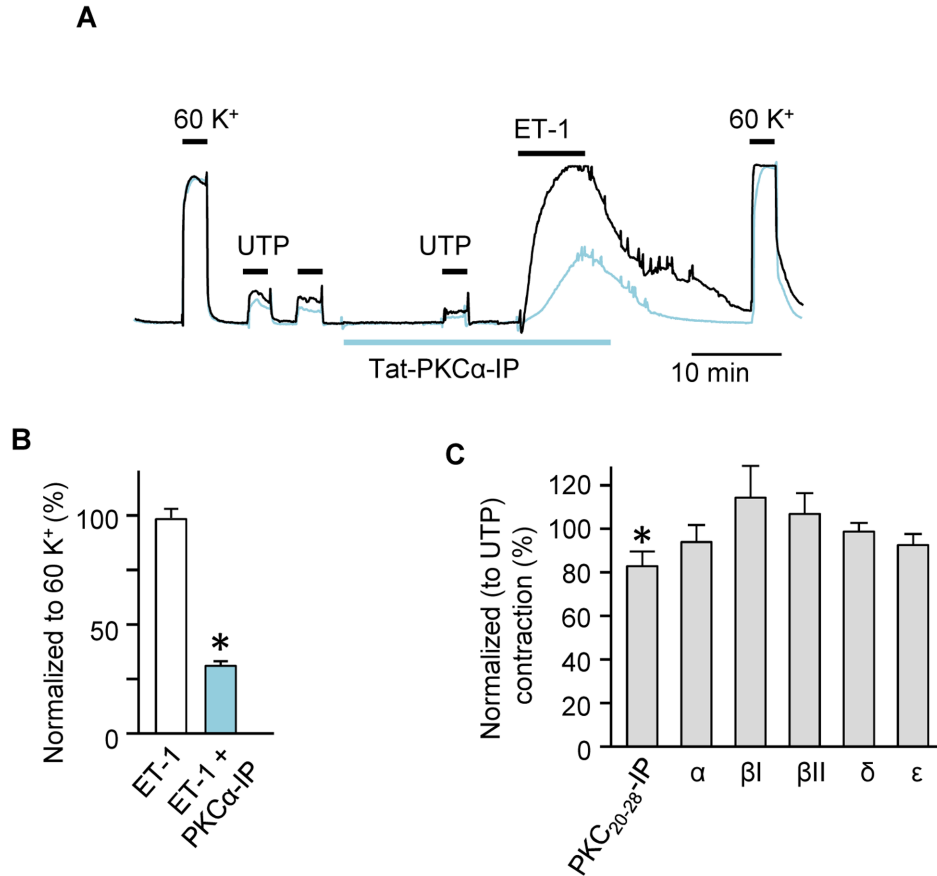 A
60 K⁺
ET-1
60 K⁺
UTP
UTP
Tat-PKCα-IP
10 min
B
Normalized to 60 K⁺ (%)
100
50
0
*
ET-1
ET-1 +
PKCα-IP
C
Normalized (to UTP)
contraction (%)
120
100
80
60
40
20
0
*
PKC₂₀₋₂₈-IP
α
βI
βII
δ
ε